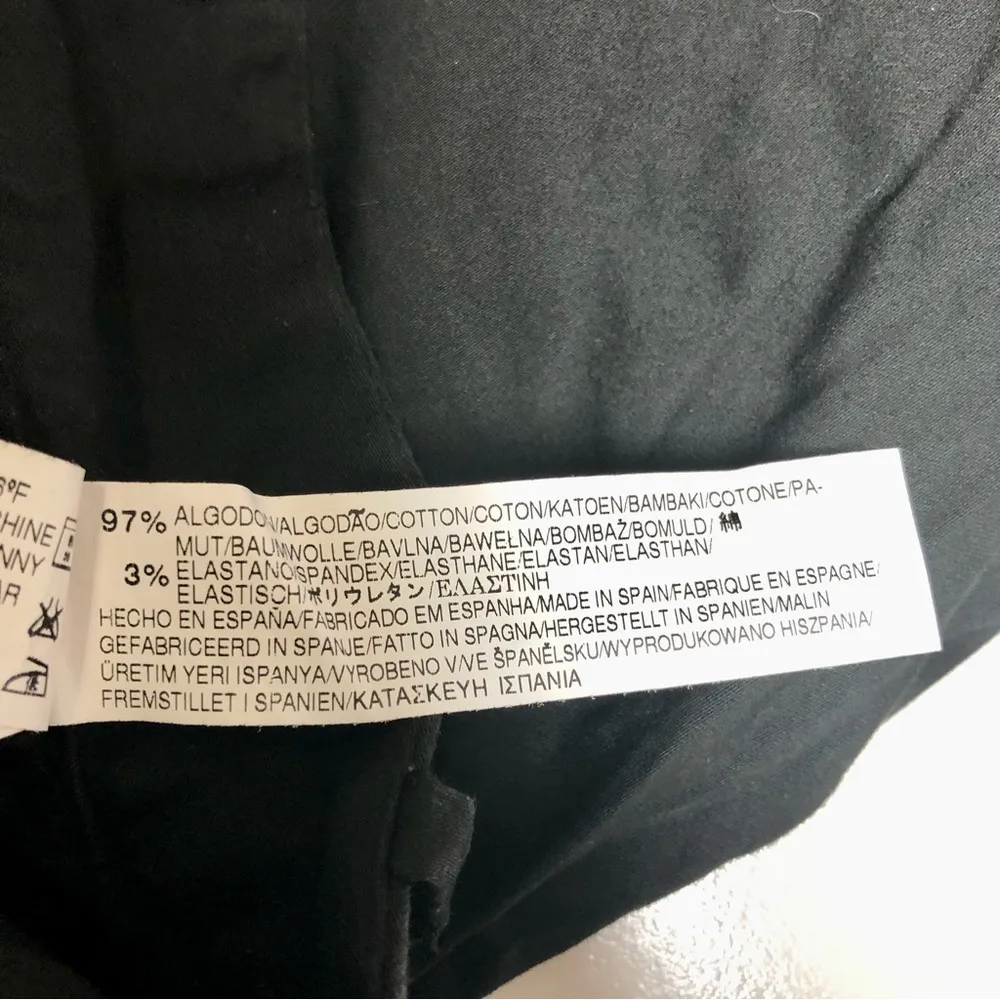 97% ALGODON/ALGODÃO/COTTON/COTON/KATOEN/BAMBAKI/COTONE/PA-
MUT/BAUMWOLLE/BAVLNA/BAWEŁNA/BOMBAŽ/BOMULD/綿
3% ELASTANO/SPANDEX/ELASTHANE/ELASTAN/ELASTHAN/
ELASTISCH/ポリウレタン/ΕΛΑΣΤΙΝΗ
HECHO EN ESPAÑA/FABRICADO EM ESPANHA/MADE IN SPAIN/FABRIQUE EN ESPAGNE/
GEFABRICEERD IN SPANJE/FATTO IN SPAGNA/HERGESTELLT IN SPANIEN/MALIN
ÜRETIM YERI ISPANYA/VYROBENO V/VE ŠPANĚLSKU/WYPRODUKOWANO HISZPANIA/
FREMSTILLET I SPANIEN/ΚΑΤΑΣΚΕΥΗ ΙΣΠΑΝΙΑ